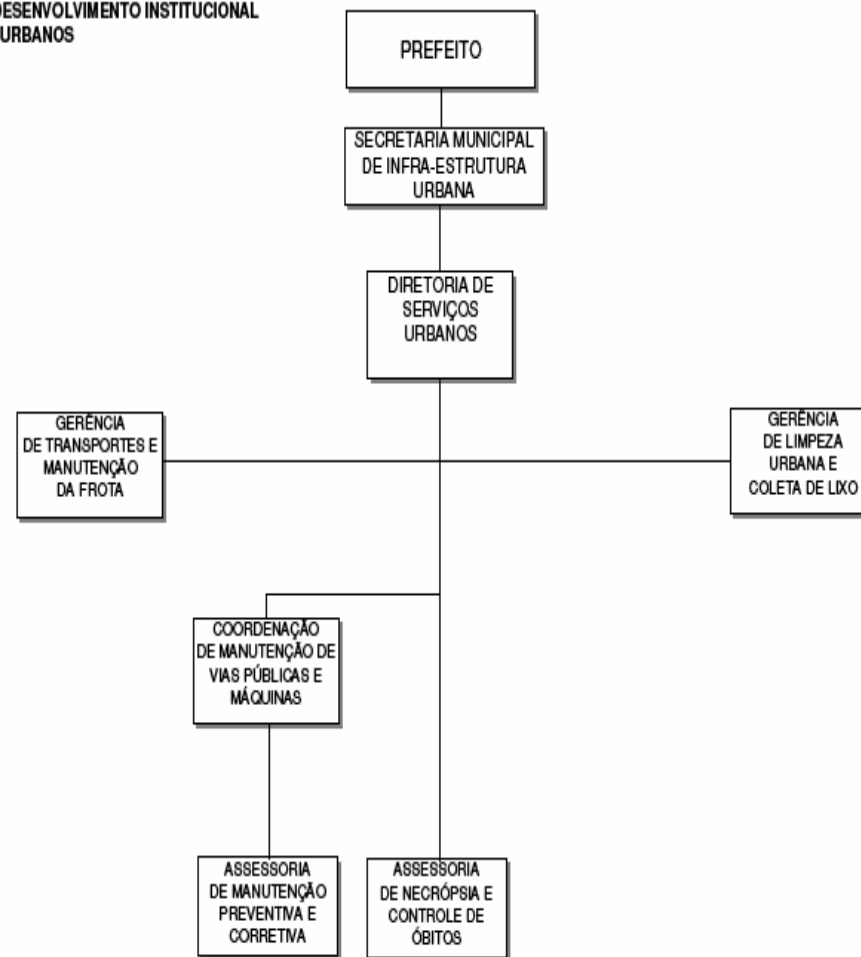 DESENVOLVIMENTO INSTITUCIONAL
URBANOS
PREFEITO
SECRETARIA MUNICIPAL
DE INFRA-ESTRUTURA
URBANA
DIRETORIA DE
SERVIÇOS
URBANOS
GERÊNCIA
DE TRANSPORTES E
MANUTENÇÃO
DA FROTA
GERÊNCIA
DE LIMPEZA
URBANA E
COLETA DE LIXO
COORDENAÇÃO
DE MANUTENÇÃO DE
VIAS PÚBLICAS E
MÁQUINAS
ASSESSORIA
DE MANUTENÇÃO
PREVENTIVA E
CORRETIVA
ASSESSORIA
DE NECRÓPSIA E
CONTROLE DE
ÓBITOS